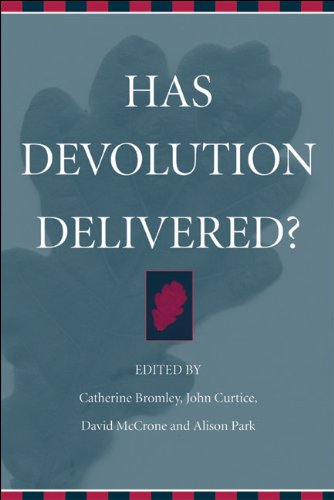 HAS
DEVOLUTION
DELIVERED?
EDITED BY
Catherine Bromley, John Curtice,
David McCrone and Alison Park